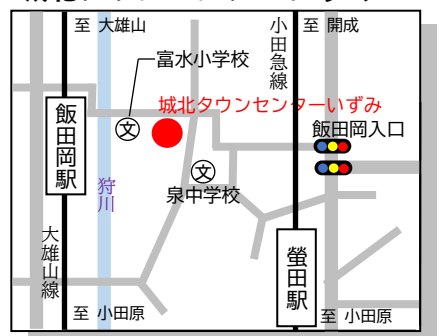 至 大雄山
小田急線
至 開成
富水小学校
城北タウンセンターいずみ
飯田岡駅
文
飯田岡入口
文
泉中学校
狩川
大雄山線
螢田駅
至 小田原
至 小田原